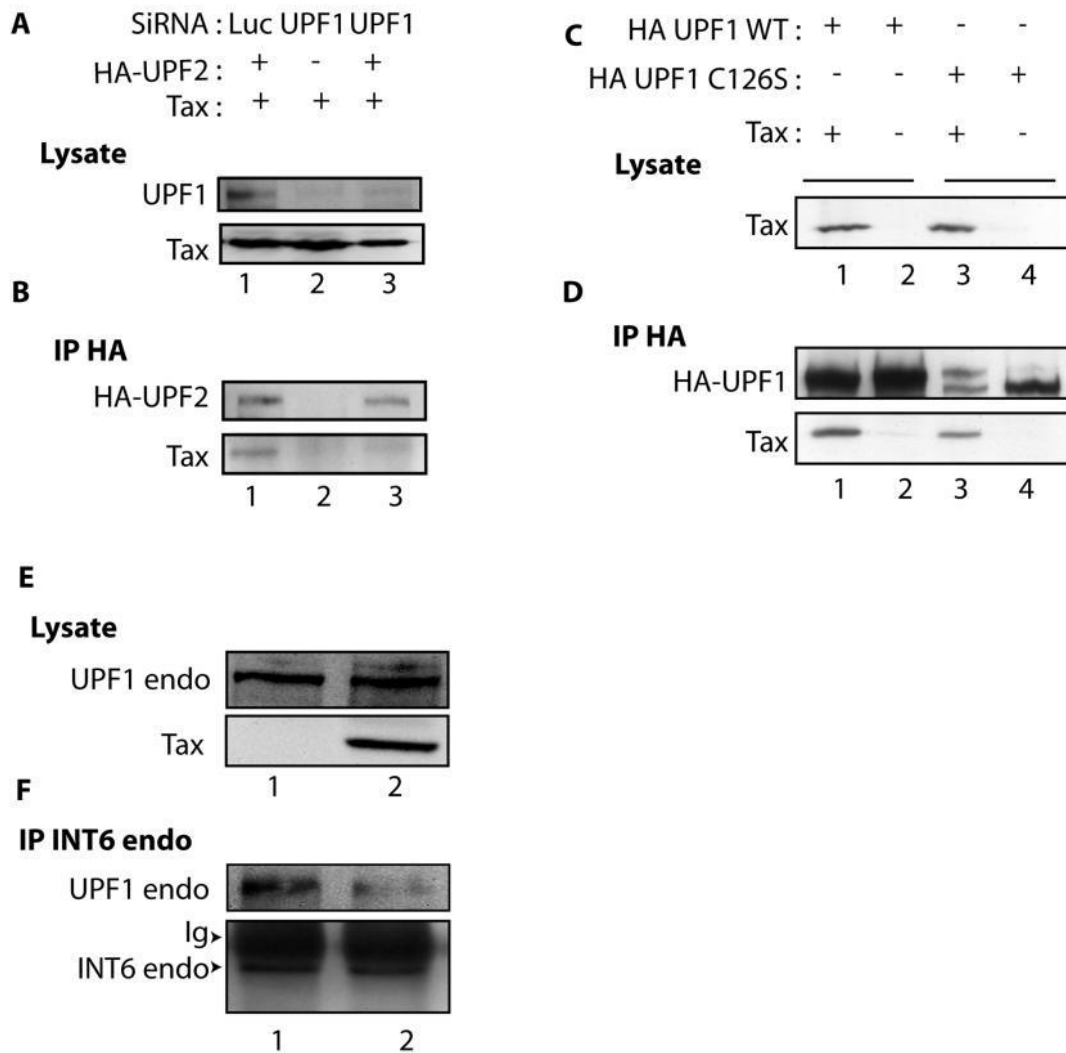 A
SiRNA : Luc UPF1 UPF1
HA-UPF2 : + - +
Tax : + + +
Lysate
UPF1
Tax
1 2 3
B
IP HA
HA-UPF2
Tax
1 2 3
C
HA UPF1 WT : + + - -
HA UPF1 C126S : - - + +
Tax : + - + -
Lysate
Tax
1 2 3 4
D
IP HA
HA-UPF1
Tax
1 2 3 4
E
Lysate
UPF1 endo
Tax
1 2
F
IP INT6 endo
UPF1 endo
Ig
INT6 endo
1 2